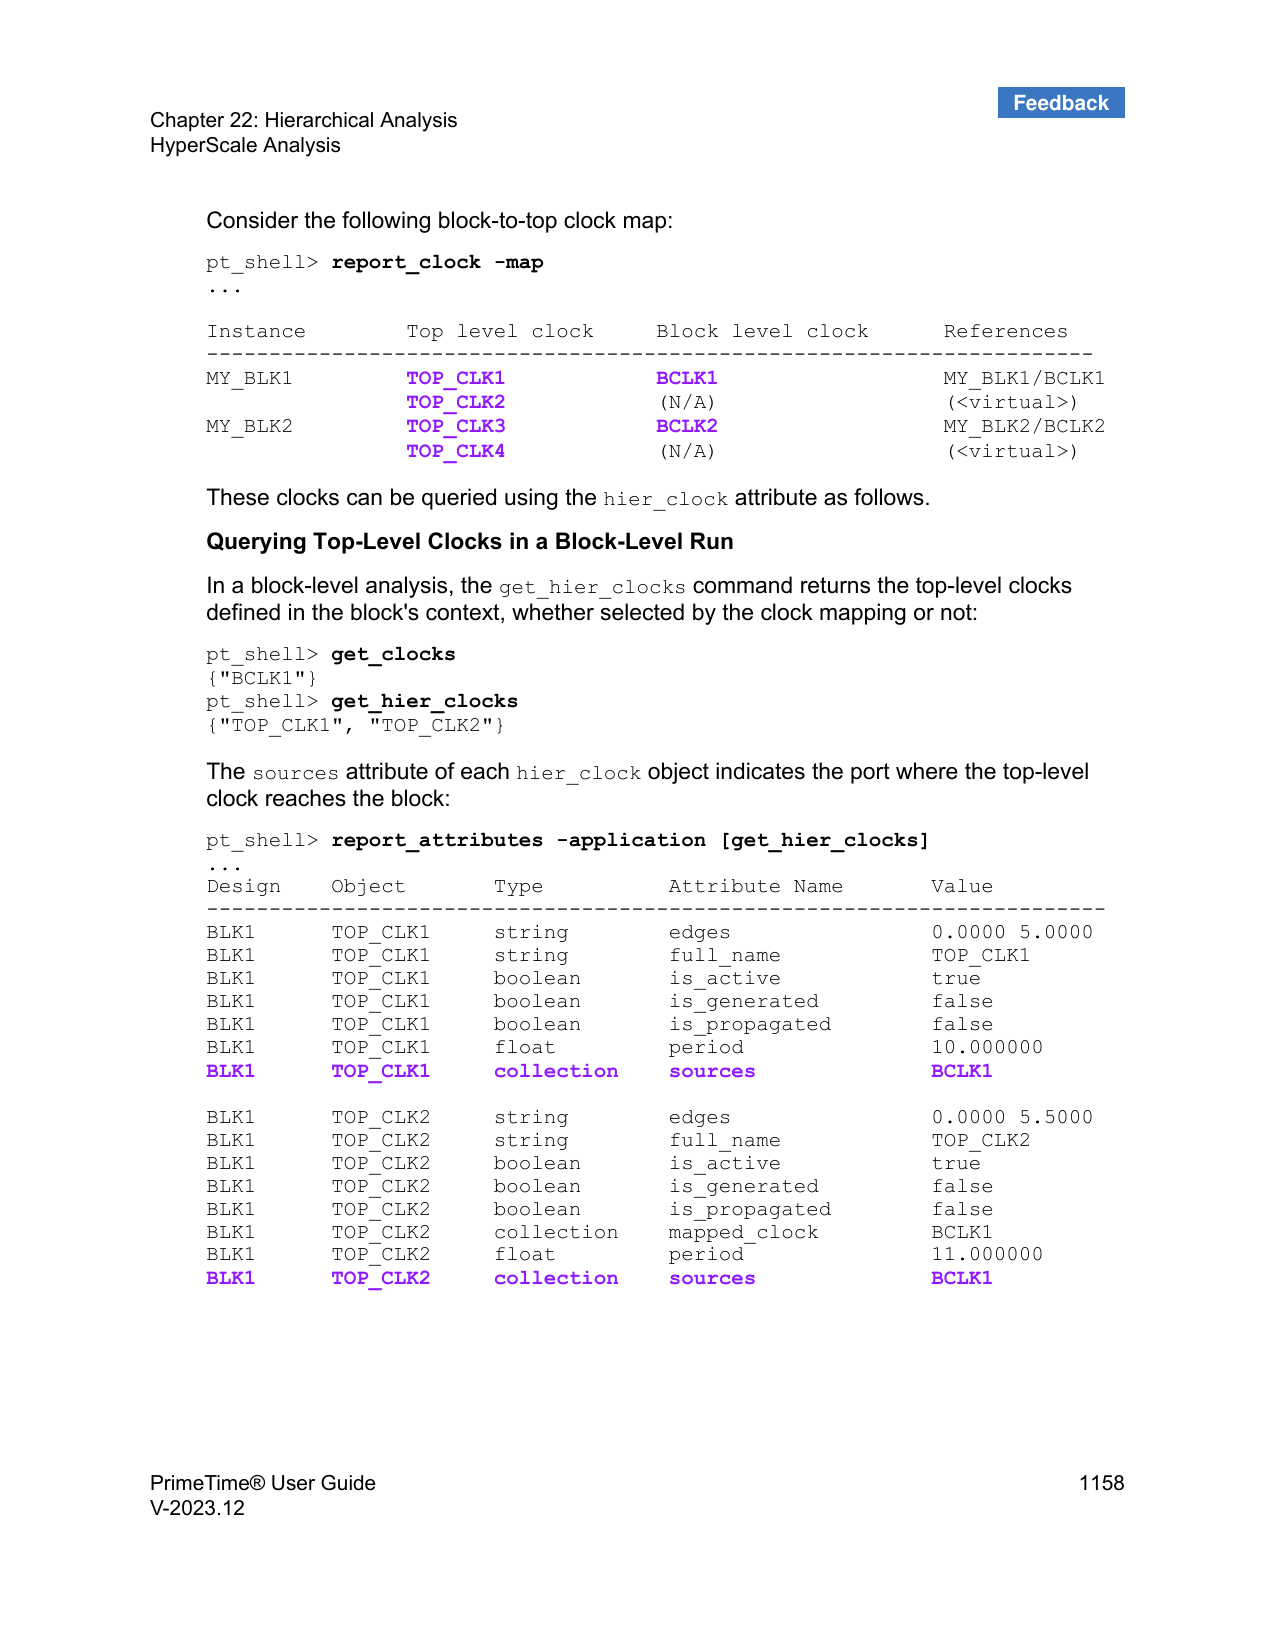 Feedback
Chapter 22: Hierarchical Analysis
HyperScale Analysis
Consider the following block-to-top clock map:
pt_shell> report_clock -map
...
Instance        Top level clock     Block level clock      References
-----------------------------------------------------------------------
MY_BLK1         TOP_CLK1            BCLK1                  MY_BLK1/BCLK1
                TOP_CLK2            (N/A)                  (<virtual>)
MY_BLK2         TOP_CLK3            BCLK2                  MY_BLK2/BCLK2
                TOP_CLK4            (N/A)                  (<virtual>)
These clocks can be queried using the hier_clock attribute as follows.
Querying Top-Level Clocks in a Block-Level Run
In a block-level analysis, the get_hier_clocks command returns the top-level clocks
defined in the block's context, whether selected by the clock mapping or not:
pt_shell> get_clocks
{"BCLK1"}
pt_shell> get_hier_clocks
{"TOP_CLK1", "TOP_CLK2"}
The sources attribute of each hier_clock object indicates the port where the top-level
clock reaches the block:
pt_shell> report_attributes -application [get_hier_clocks]
...
Design    Object       Type          Attribute Name       Value
------------------------------------------------------------------------
BLK1      TOP_CLK1     string        edges                0.0000 5.0000
BLK1      TOP_CLK1     string        full_name            TOP_CLK1
BLK1      TOP_CLK1     boolean       is_active            true
BLK1      TOP_CLK1     boolean       is_generated         false
BLK1      TOP_CLK1     boolean       is_propagated        false
BLK1      TOP_CLK1     float         period               10.000000
BLK1      TOP_CLK1     collection    sources              BCLK1
BLK1      TOP_CLK2     string        edges                0.0000 5.5000
BLK1      TOP_CLK2     string        full_name            TOP_CLK2
BLK1      TOP_CLK2     boolean       is_active            true
BLK1      TOP_CLK2     boolean       is_generated         false
BLK1      TOP_CLK2     boolean       is_propagated        false
BLK1      TOP_CLK2     collection    mapped_clock         BCLK1
BLK1      TOP_CLK2     float         period               11.000000
BLK1      TOP_CLK2     collection    sources              BCLK1
PrimeTime® User Guide 1158
V-2023.12